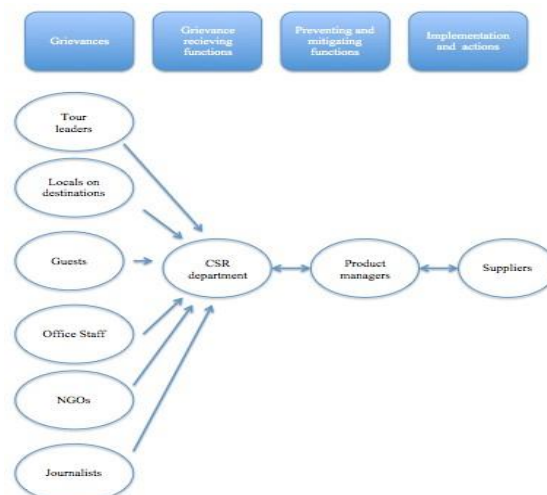 Grievances
Grievance
recieving
functions
Preventing and
mitigating
functions
Implementation
and actions
Tour
leaders
Locals on
destinations
Guests
CSR
department
Product
managers
Suppliers
Office Staff
NGOs
Journalists